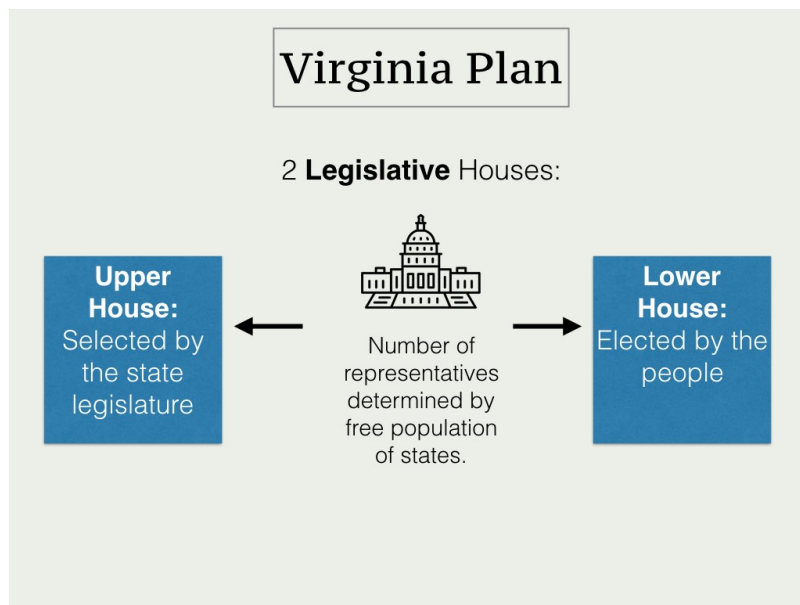 Virginia Plan
2 Legislative Houses:
Upper
House:
Selected by
the state
legislature
Number of
representatives
determined by
free population
of states.
Lower
House:
Elected by the
people